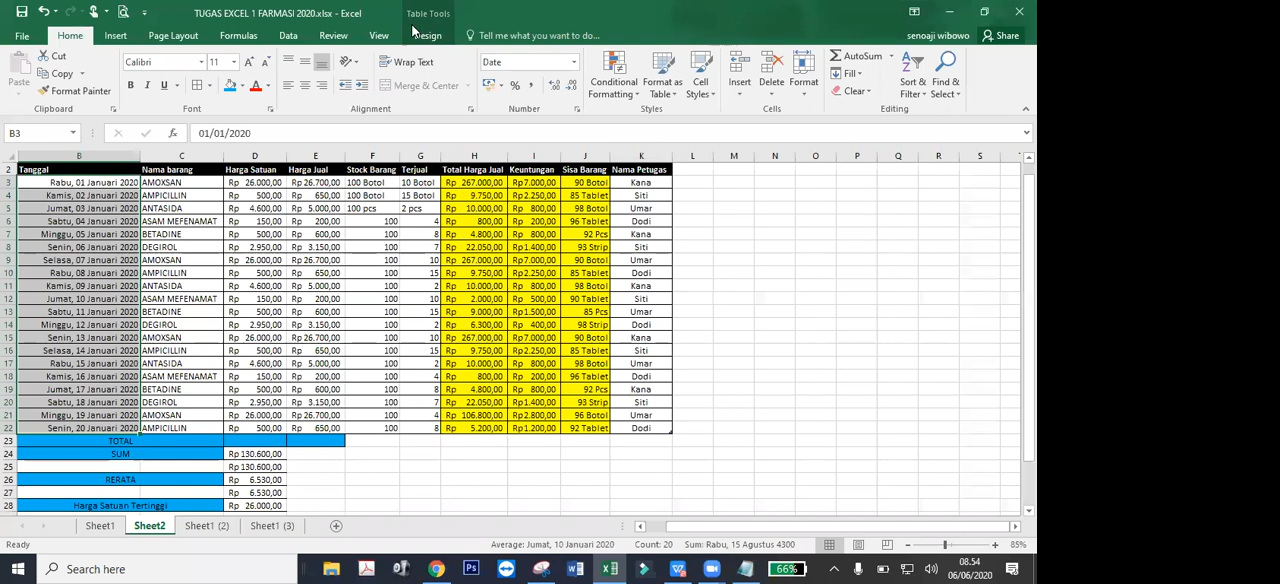 TUGAS EXCEL 1 FARMASI 2020.xlsx - Excel
Table Tools
File Home Insert Page Layout Formulas Data Review View Design Tell me what you want to do... senoaji wibowo Share
Paste Cut Calibri 11 Wrap Text Date Conditional Formatting Format as Table Cell Styles Insert Delete Format AutoSum Sort & Filter Find & Select
Copy Fill
Format Painter B I U Merge & Center % , Clear
Clipboard Font Alignment Number Styles Cells Editing
B3 fx 01/01/2020
B C D E F G H I J K L M N O P Q R S
2 Tanggal Nama barang Harga Satuan Harga Jual Stock Barang Terjual Total Harga Jual Keuntungan Sisa Barang Nama Petugas
3 Rabu, 01 Januari 2020 AMOXSAN Rp 26.000,00 Rp 26.700,00 100 Botol 10 Botol Rp 267.000,00 Rp7.000,00 90 Botol Kana
4 Kamis, 02 Januari 2020 AMPICILLIN Rp 500,00 Rp 650,00 100 Botol 15 Botol Rp 9.750,00 Rp2.250,00 85 Tablet Siti
5 Jumat, 03 Januari 2020 ANTASIDA Rp 4.600,00 Rp 5.000,00 100 pcs 2 pcs Rp 10.000,00 Rp 800,00 98 Botol Umar
6 Sabtu, 04 Januari 2020 ASAM MEFENAMAT Rp 150,00 Rp 200,00 100 4 Rp 800,00 Rp 200,00 96 Tablet Dodi
7 Minggu, 05 Januari 2020 BETADINE Rp 500,00 Rp 600,00 100 8 Rp 4.800,00 Rp 800,00 92 Pcs Kana
8 Senin, 06 Januari 2020 DEGIROL Rp 2.950,00 Rp 3.150,00 100 7 Rp 22.050,00 Rp1.400,00 93 Strip Siti
9 Selasa, 07 Januari 2020 AMOXSAN Rp 26.000,00 Rp 26.700,00 100 10 Rp 267.000,00 Rp7.000,00 90 Botol Umar
10 Rabu, 08 Januari 2020 AMPICILLIN Rp 500,00 Rp 650,00 100 15 Rp 9.750,00 Rp2.250,00 85 Tablet Dodi
11 Kamis, 09 Januari 2020 ANTASIDA Rp 4.600,00 Rp 5.000,00 100 2 Rp 10.000,00 Rp 800,00 98 Botol Kana
12 Jumat, 10 Januari 2020 ASAM MEFENAMAT Rp 150,00 Rp 200,00 100 10 Rp 2.000,00 Rp 500,00 90 Tablet Siti
13 Sabtu, 11 Januari 2020 BETADINE Rp 500,00 Rp 600,00 100 15 Rp 9.000,00 Rp1.500,00 85 Pcs Umar
14 Minggu, 12 Januari 2020 DEGIROL Rp 2.950,00 Rp 3.150,00 100 2 Rp 6.300,00 Rp 400,00 98 Strip Dodi
15 Senin, 13 Januari 2020 AMOXSAN Rp 26.000,00 Rp 26.700,00 100 10 Rp 267.000,00 Rp7.000,00 90 Botol Kana
16 Selasa, 14 Januari 2020 AMPICILLIN Rp 500,00 Rp 650,00 100 15 Rp 9.750,00 Rp2.250,00 85 Tablet Siti
17 Rabu, 15 Januari 2020 ANTASIDA Rp 4.600,00 Rp 5.000,00 100 2 Rp 10.000,00 Rp 800,00 98 Botol Umar
18 Kamis, 16 Januari 2020 ASAM MEFENAMAT Rp 150,00 Rp 200,00 100 4 Rp 800,00 Rp 200,00 96 Tablet Dodi
19 Jumat, 17 Januari 2020 BETADINE Rp 500,00 Rp 600,00 100 8 Rp 4.800,00 Rp 800,00 92 Pcs Kana
20 Sabtu, 18 Januari 2020 DEGIROL Rp 2.950,00 Rp 3.150,00 100 7 Rp 22.050,00 Rp1.400,00 93 Strip Siti
21 Minggu, 19 Januari 2020 AMOXSAN Rp 26.000,00 Rp 26.700,00 100 4 Rp 106.800,00 Rp2.800,00 96 Botol Umar
22 Senin, 20 Januari 2020 AMPICILLIN Rp 500,00 Rp 650,00 100 8 Rp 5.200,00 Rp1.200,00 92 Tablet Dodi
23 TOTAL
24 SUM Rp 130.600,00
25 Rp 130.600,00
26 RERATA Rp 6.530,00
27 Rp 6.530,00
28 Harga Satuan Tertinggi Rp 26.000,00
Sheet1 Sheet2 Sheet1 (2) Sheet1 (3)
Ready Average: Jumat, 10 Januari 2020 Count: 20 Sum: Rabu, 15 Agustus 4300 85%
Search here 66% 08.54
06/06/2020